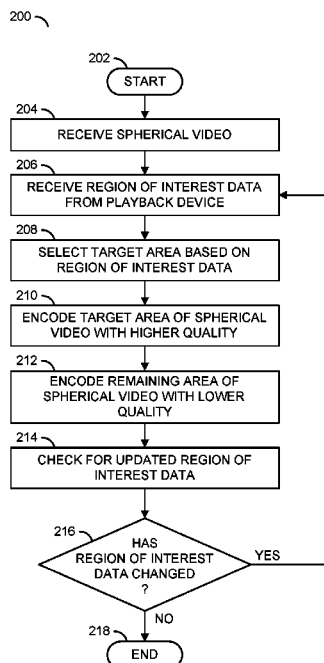 200
202
START
204
RECEIVE SPHERICAL VIDEO
206
RECEIVE REGION OF INTEREST DATA
FROM PLAYBACK DEVICE
208
SELECT TARGET AREA BASED ON
REGION OF INTEREST DATA
210
ENCODE TARGET AREA OF SPHERICAL
VIDEO WITH HIGHER QUALITY
212
ENCODE REMAINING AREA OF
SPHERICAL VIDEO WITH LOWER
QUALITY
214
CHECK FOR UPDATED REGION OF
INTEREST DATA
216
HAS
REGION OF INTEREST
DATA CHANGED
?
YES
NO
218
END